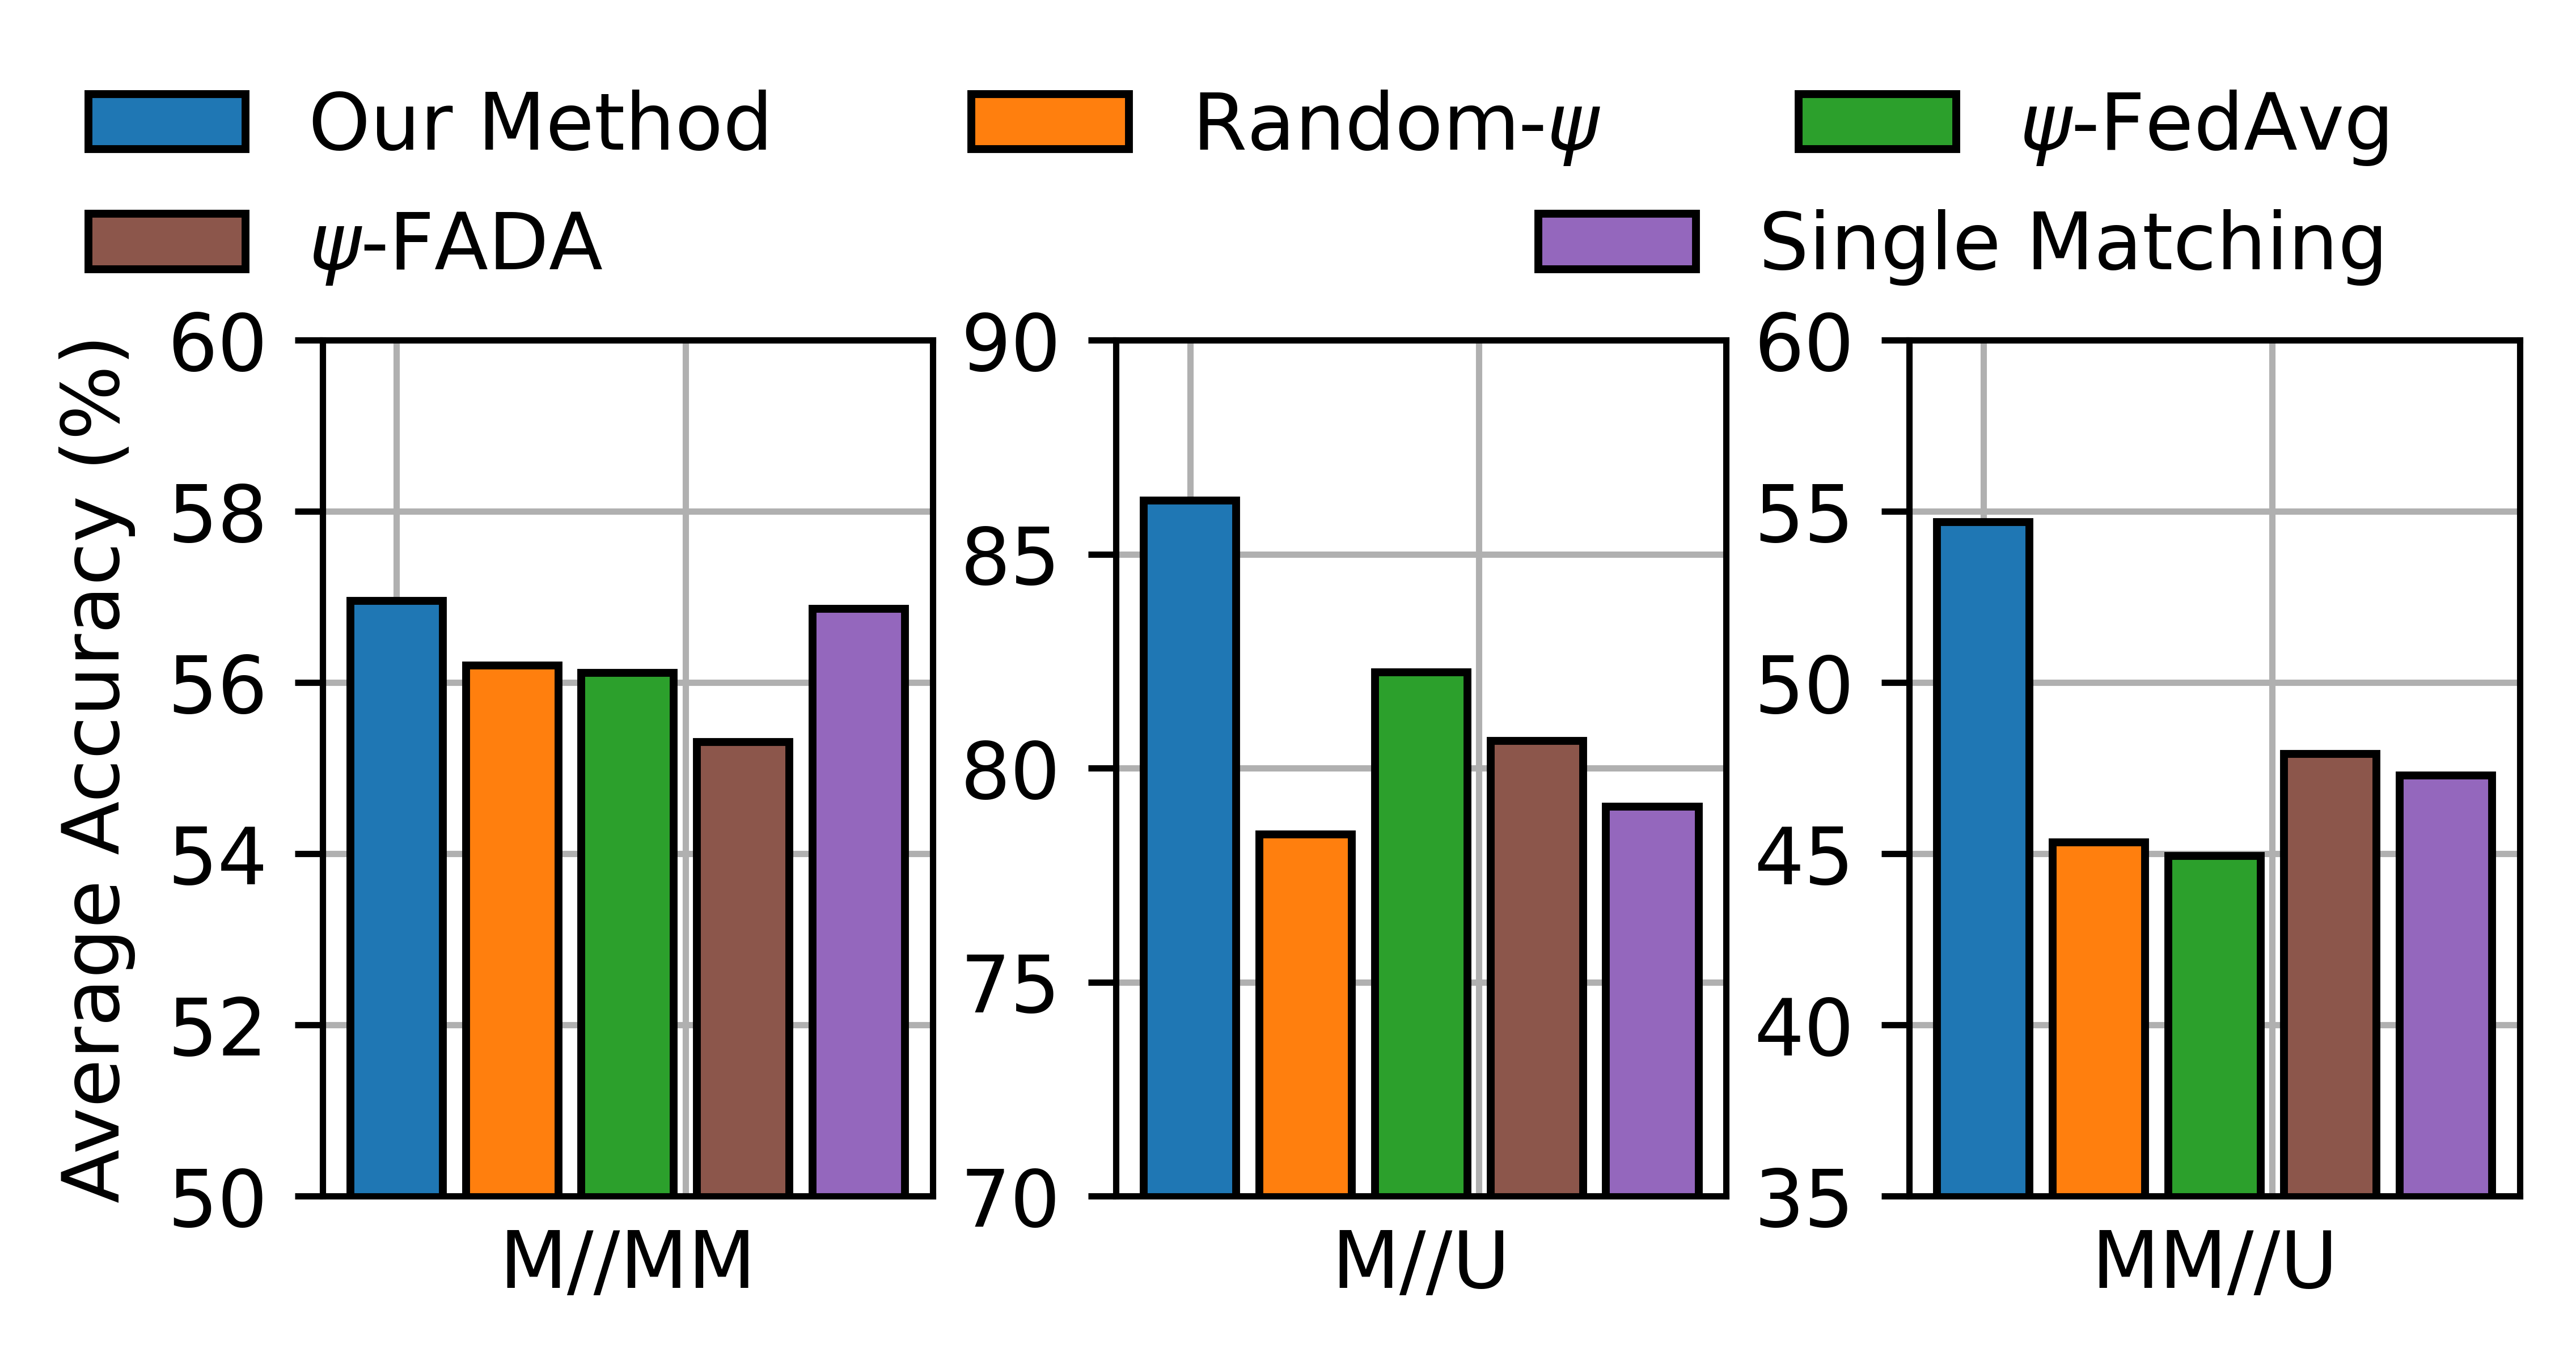 Our Method
Random-ψ
ψ-FedAvg
ψ-FADA
Single Matching
Average Accuracy (%)
60
58
56
54
52
50
M//MM
90
85
80
75
70
M//U
60
55
50
45
40
35
MM//U